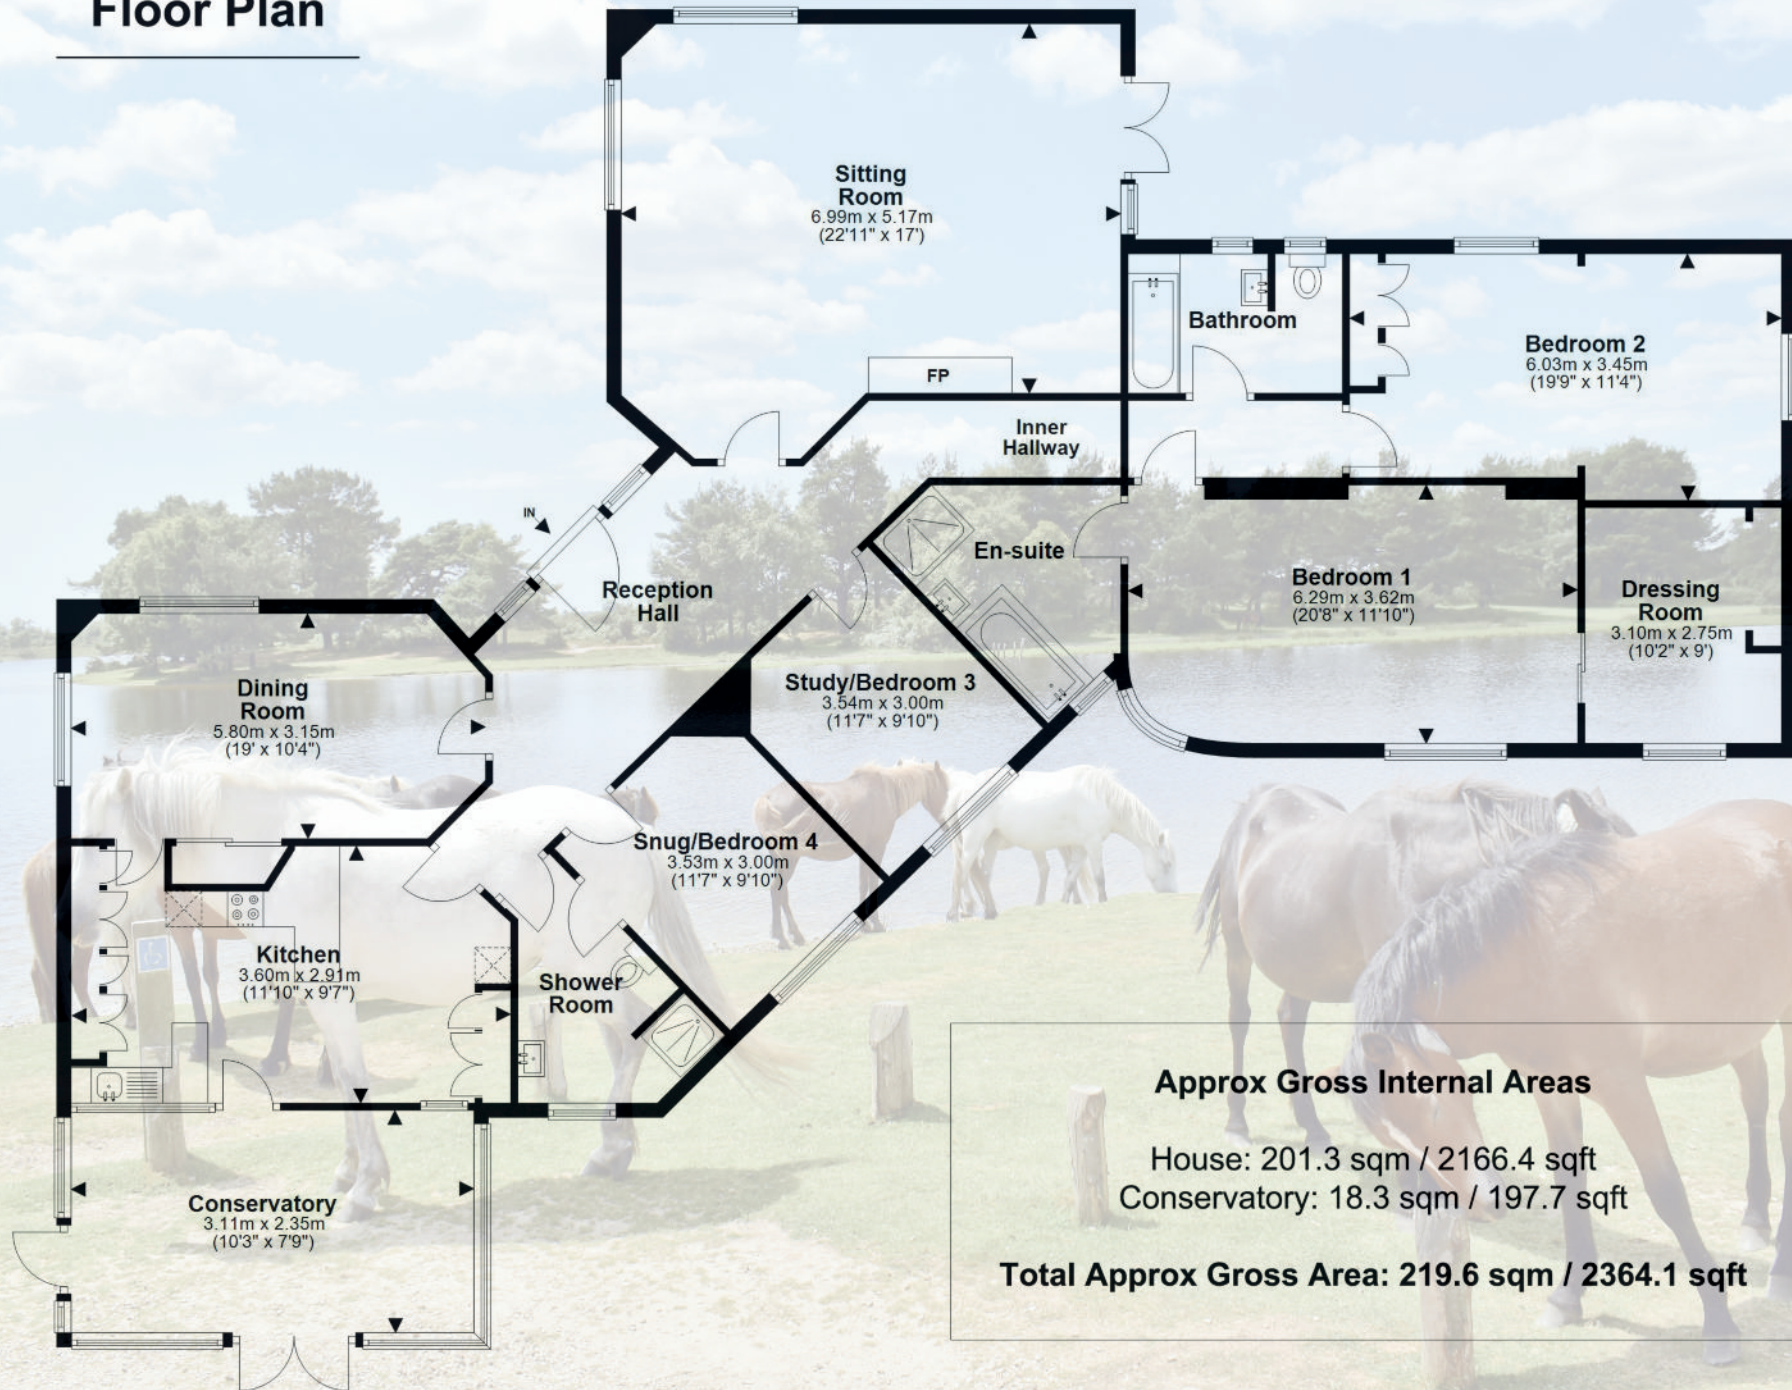 Floor Plan
Sitting
Room
6.99m x 5.17m
(22'11" x 17')
FP
Bathroom
Bedroom 2
6.03m x 3.45m
(19'9" x 11'4")
Inner
Hallway
IN
Reception
Hall
En-suite
Bedroom 1
6.29m x 3.62m
(20'8" x 11'10")
Dressing
Room
3.10m x 2.75m
(10'2" x 9')
Dining
Room
5.80m x 3.15m
(19' x 10'4")
Study/Bedroom 3
3.54m x 3.00m
(11'7" x 9'10")
Snug/Bedroom 4
3.53m x 3.00m
(11'7" x 9'10")
Kitchen
3.60m x 2.91m
(11'10" x 9'7")
Shower
Room
Conservatory
3.11m x 2.35m
(10'3" x 7'9")
Approx Gross Internal Areas
House: 201.3 sqm / 2166.4 sqft
Conservatory: 18.3 sqm / 197.7 sqft
Total Approx Gross Area: 219.6 sqm / 2364.1 sqft